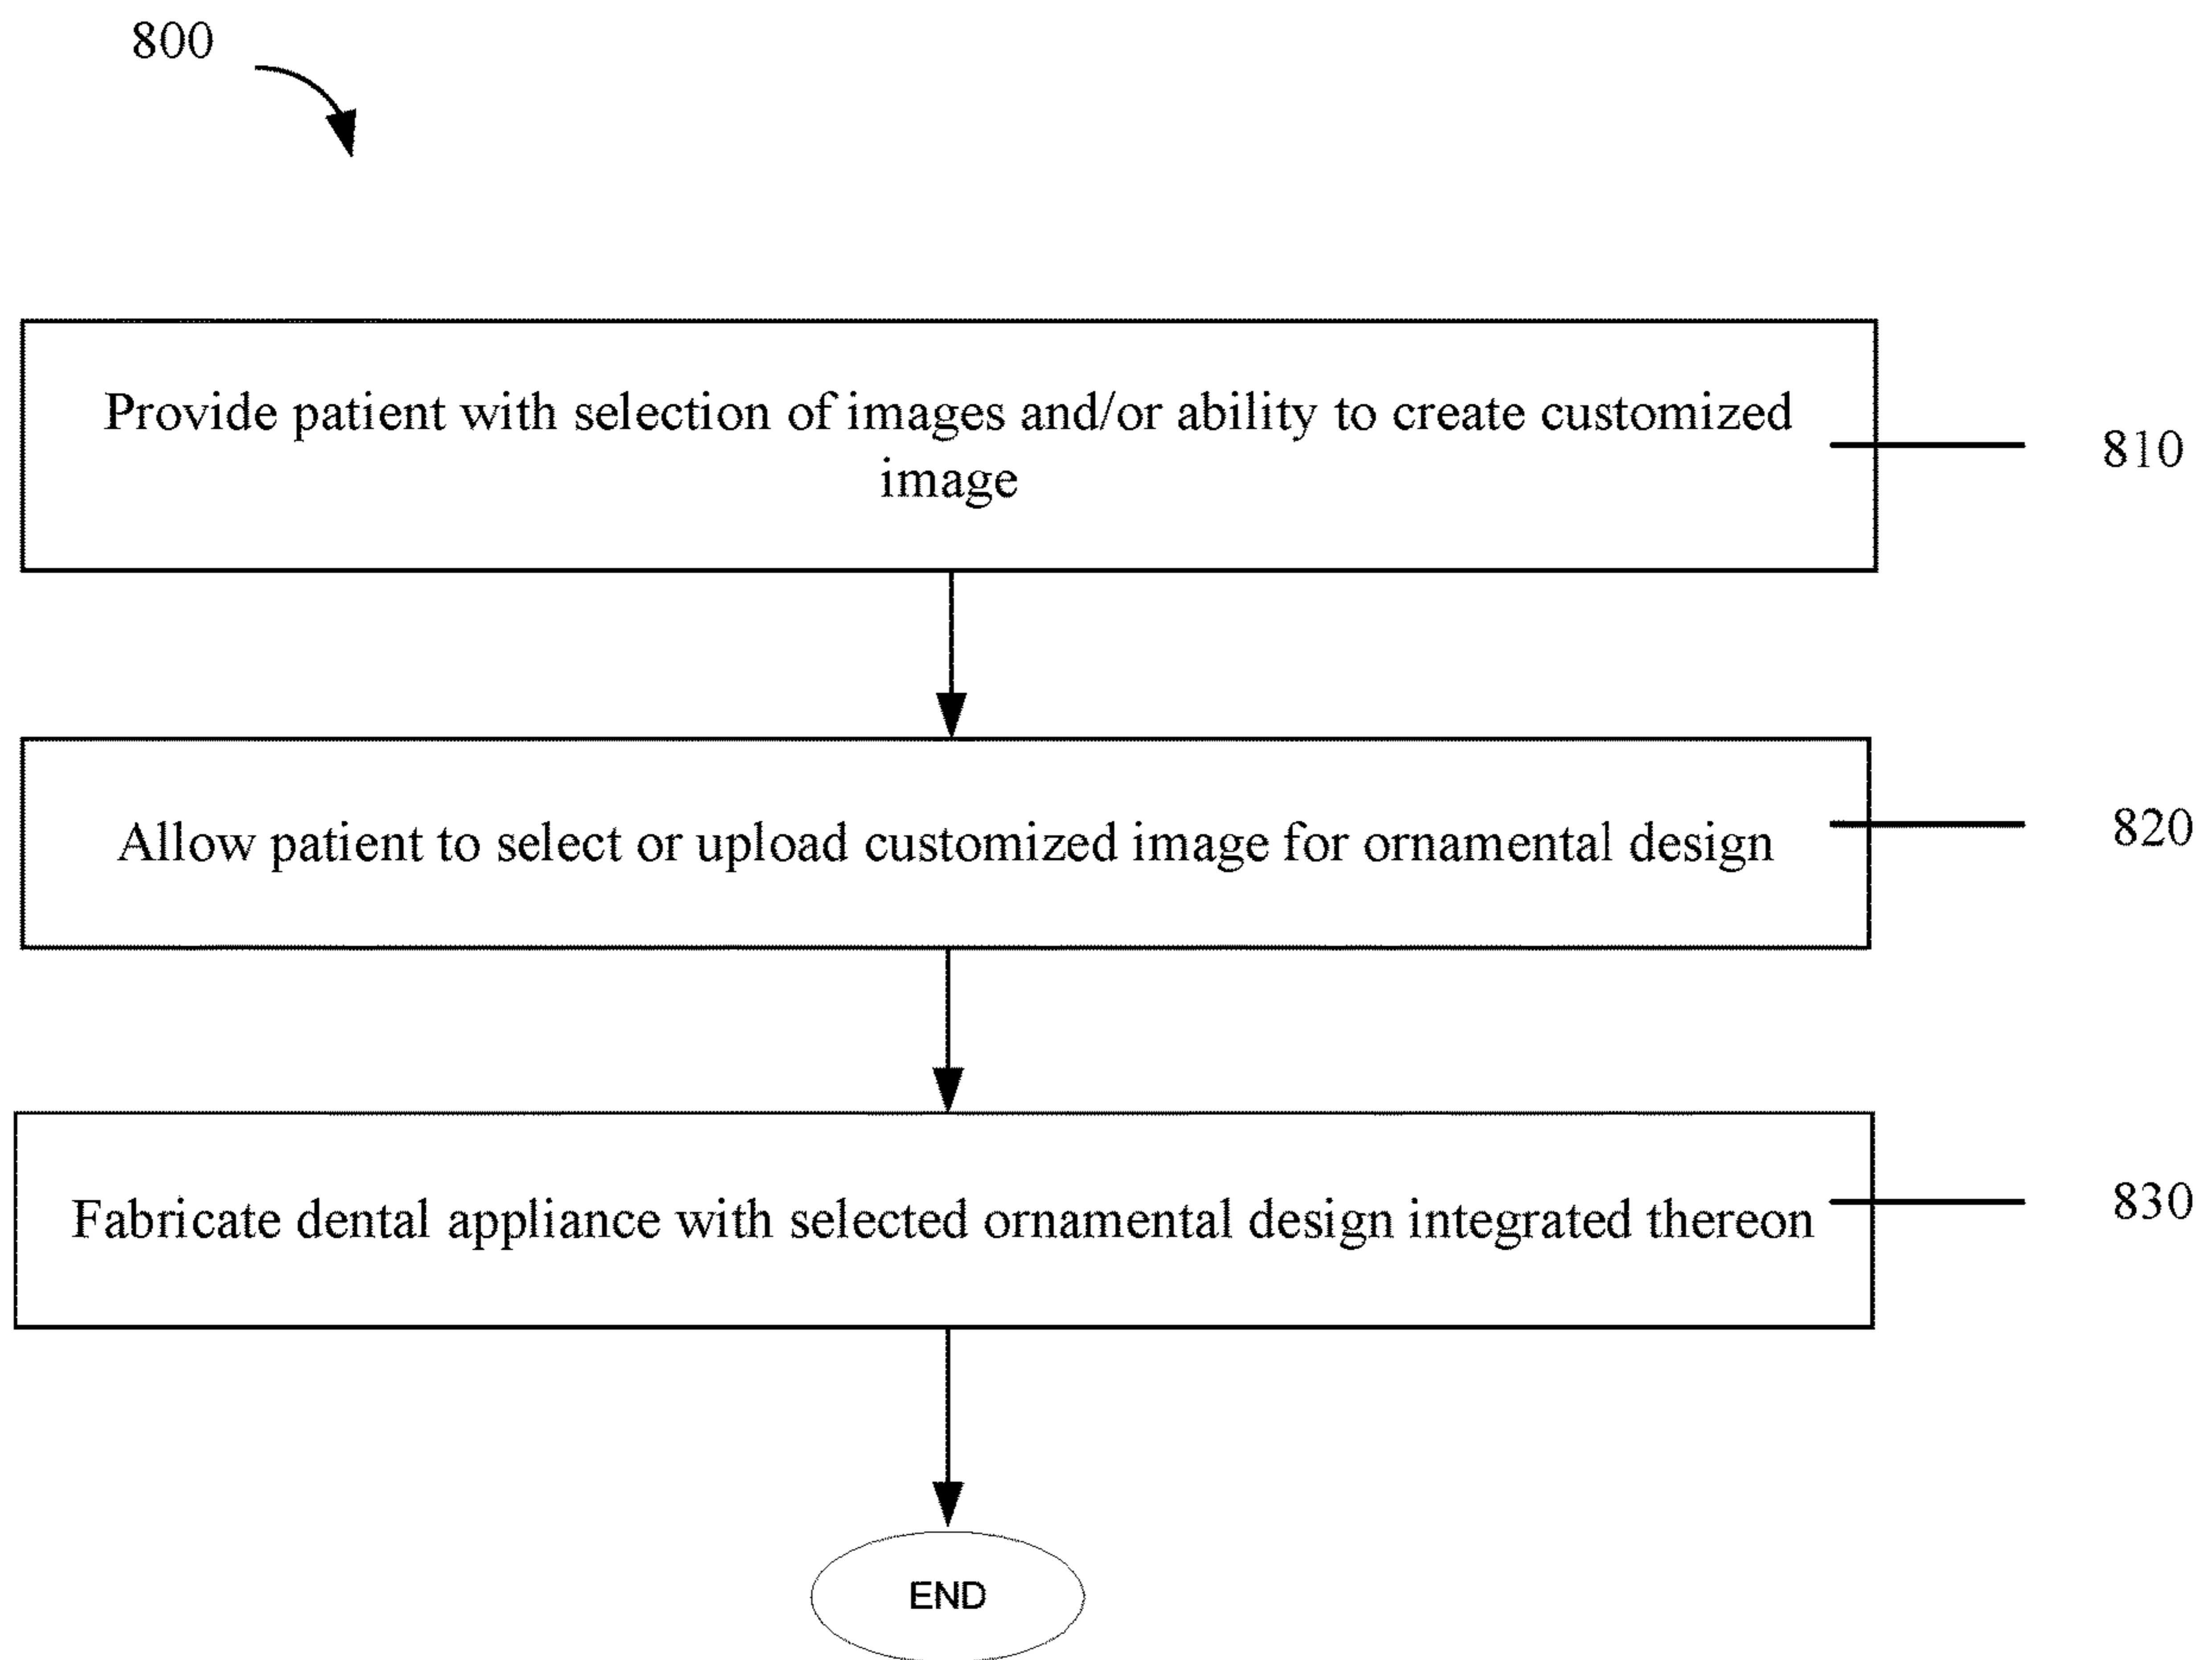 800
Provide patient with selection of images and/or ability to create customized
image
810
Allow patient to select or upload customized image for ornamental design
820
Fabricate dental appliance with selected ornamental design integrated thereon
830
END